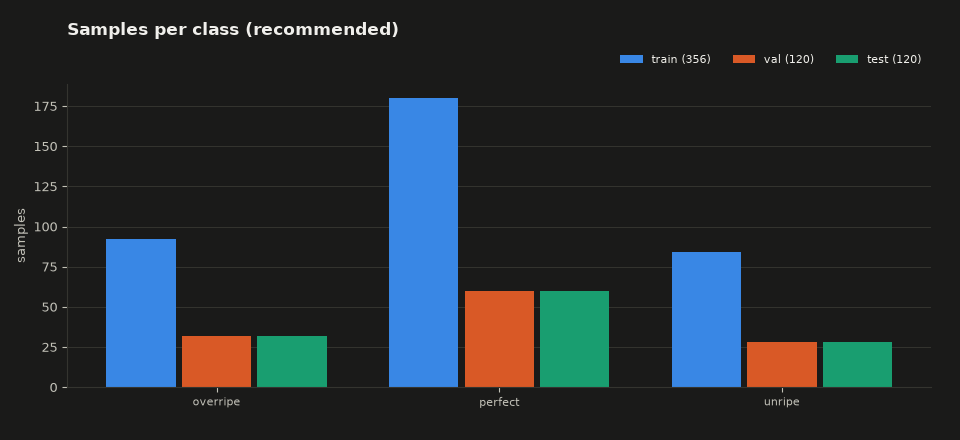 Samples per class (recommended)
train (356) val (120) test (120)
175
150
125
100
75
50
25
0
samples
overripe perfect unripe